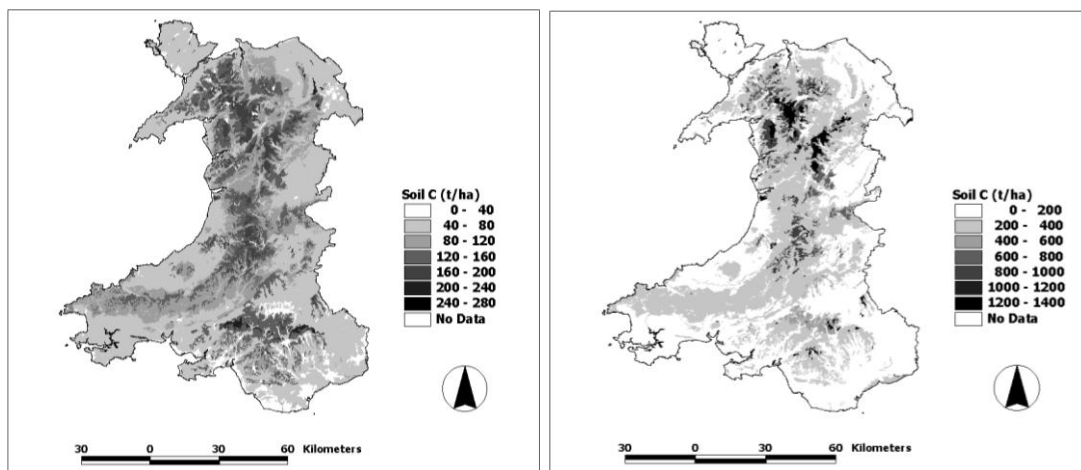 Soil C (t/ha)
0 - 40
40 - 80
80 - 120
120 - 160
160 - 200
200 - 240
240 - 280
No Data
30 0 30 60 Kilometers
Soil C (t/ha)
0 - 200
200 - 400
400 - 600
600 - 800
800 - 1000
1000 - 1200
1200 - 1400
No Data
30 0 30 60 Kilometers